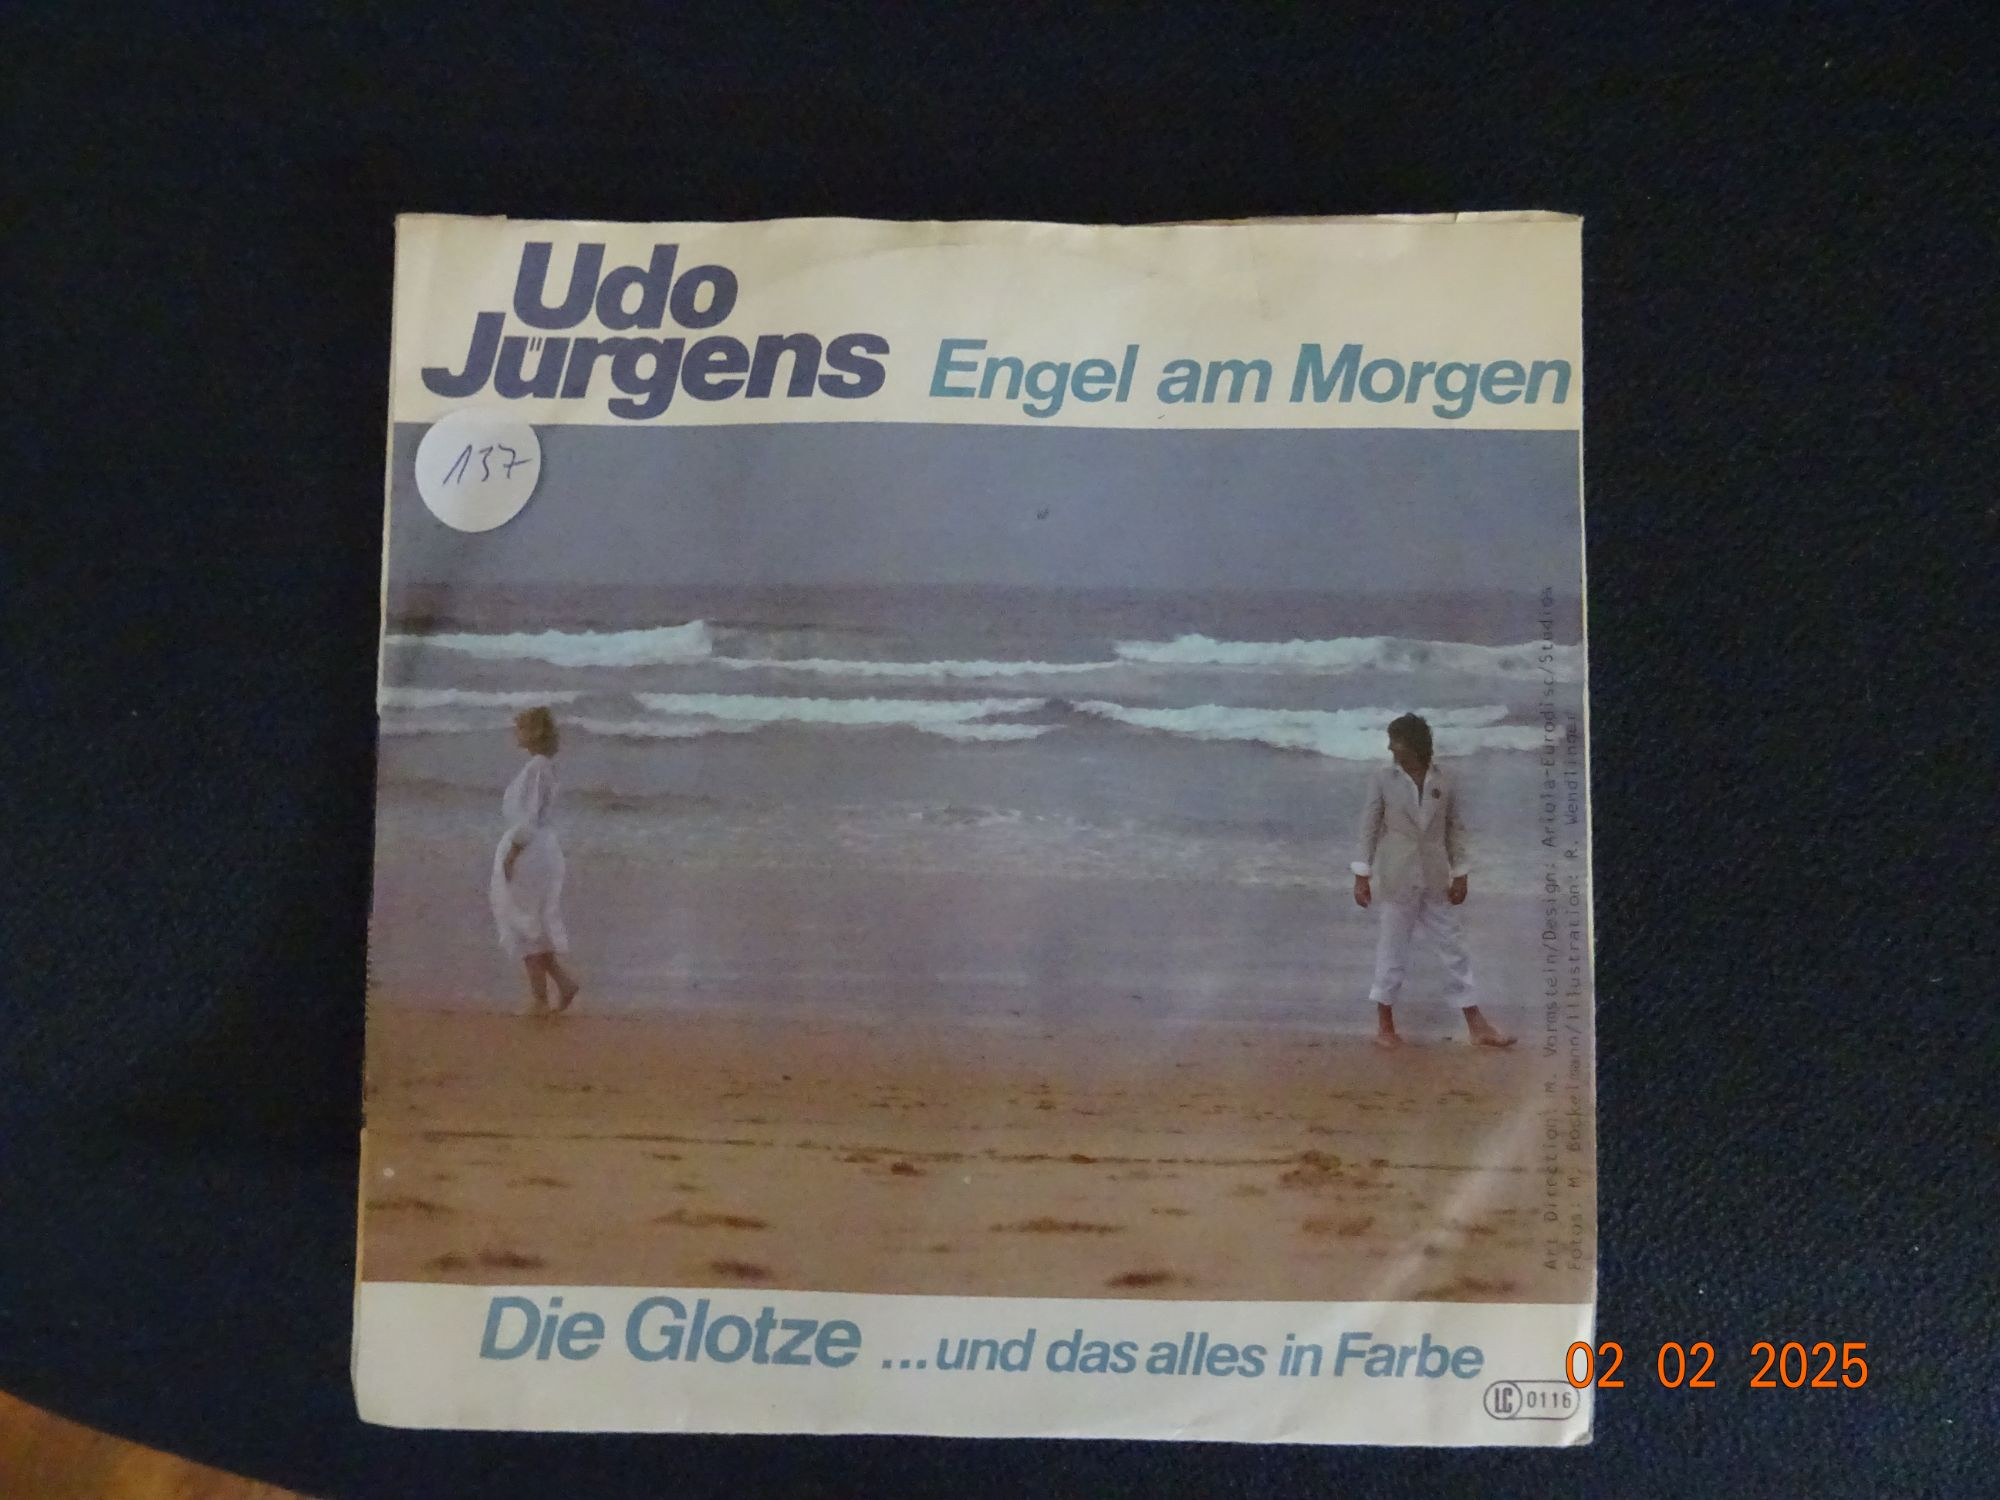 Udo
Jürgens
Engel am Morgen
137
Art Direction: M. Vormstein/Design: Ariola-Eurodisc/Studios
Fotos: M. Bockelmann/Illustration: R. Wendlinger
Die Glotze ...und das alles in Farbe
LC 0116
02 02 2025